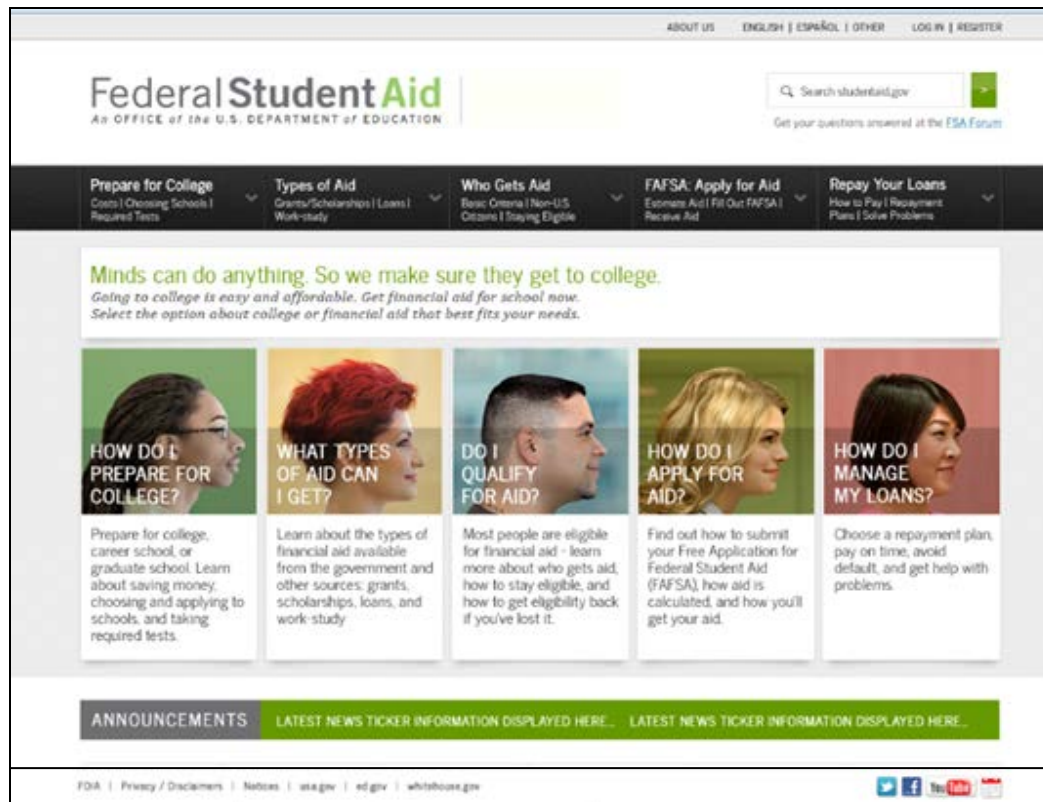 ABOUT US ENGLISH | ESPAÑOL | OTHER LOG IN | REGISTER
Federal Student Aid
An OFFICE of the U.S. DEPARTMENT of EDUCATION
Search studentaid.gov >
Get your questions answered at the FSA Forum
Prepare for College
Costs | Choosing Schools |
Required Tests
Types of Aid
Grants/Scholarships | Loans |
Work-study
Who Gets Aid
Basic Criteria | Non-U.S.
Citizens | Staying Eligible
FAFSA: Apply for Aid
Estimate Aid | Fill Out FAFSA |
Receive Aid
Repay Your Loans
How to Pay | Repayment
Plans | Solve Problems
Minds can do anything. So we make sure they get to college.
Going to college is easy and affordable. Get financial aid for school now.
Select the option about college or financial aid that best fits your needs.
HOW DO I
PREPARE FOR
COLLEGE?
Prepare for college,
career school, or
graduate school. Learn
about saving money,
choosing and applying to
schools, and taking
required tests.
WHAT TYPES
OF AID CAN
I GET?
Learn about the types of
financial aid available
from the government and
other sources: grants,
scholarships, loans, and
work-study
DO I
QUALIFY
FOR AID?
Most people are eligible
for financial aid - learn
more about who gets aid,
how to stay eligible, and
how to get eligibility back
if you've lost it.
HOW DO I
APPLY FOR
AID?
Find out how to submit
your Free Application for
Federal Student Aid
(FAFSA), how aid is
calculated, and how you'll
get your aid.
HOW DO I
MANAGE
MY LOANS?
Choose a repayment plan,
pay on time, avoid
default, and get help with
problems.
ANNOUNCEMENTS LATEST NEWS TICKER INFORMATION DISPLAYED HERE... LATEST NEWS TICKER INFORMATION DISPLAYED HERE...
FOIA | Privacy / Disclaimers | Notices | usa.gov | ed.gov | whitehouse.gov
You Tube